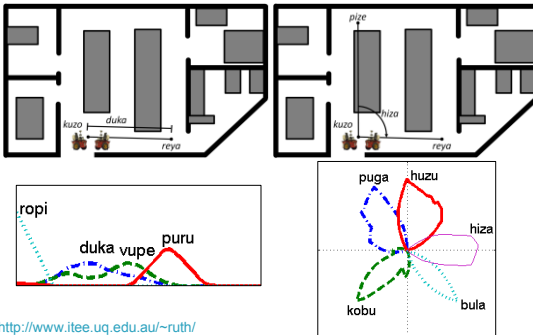 duka
kuzo
reya
pize
kuzo
hiza
reya
ropi
duka
vupe
puru
puga
huzu
hiza
kobu
bula
http://www.itee.uq.edu.au/~ruth/